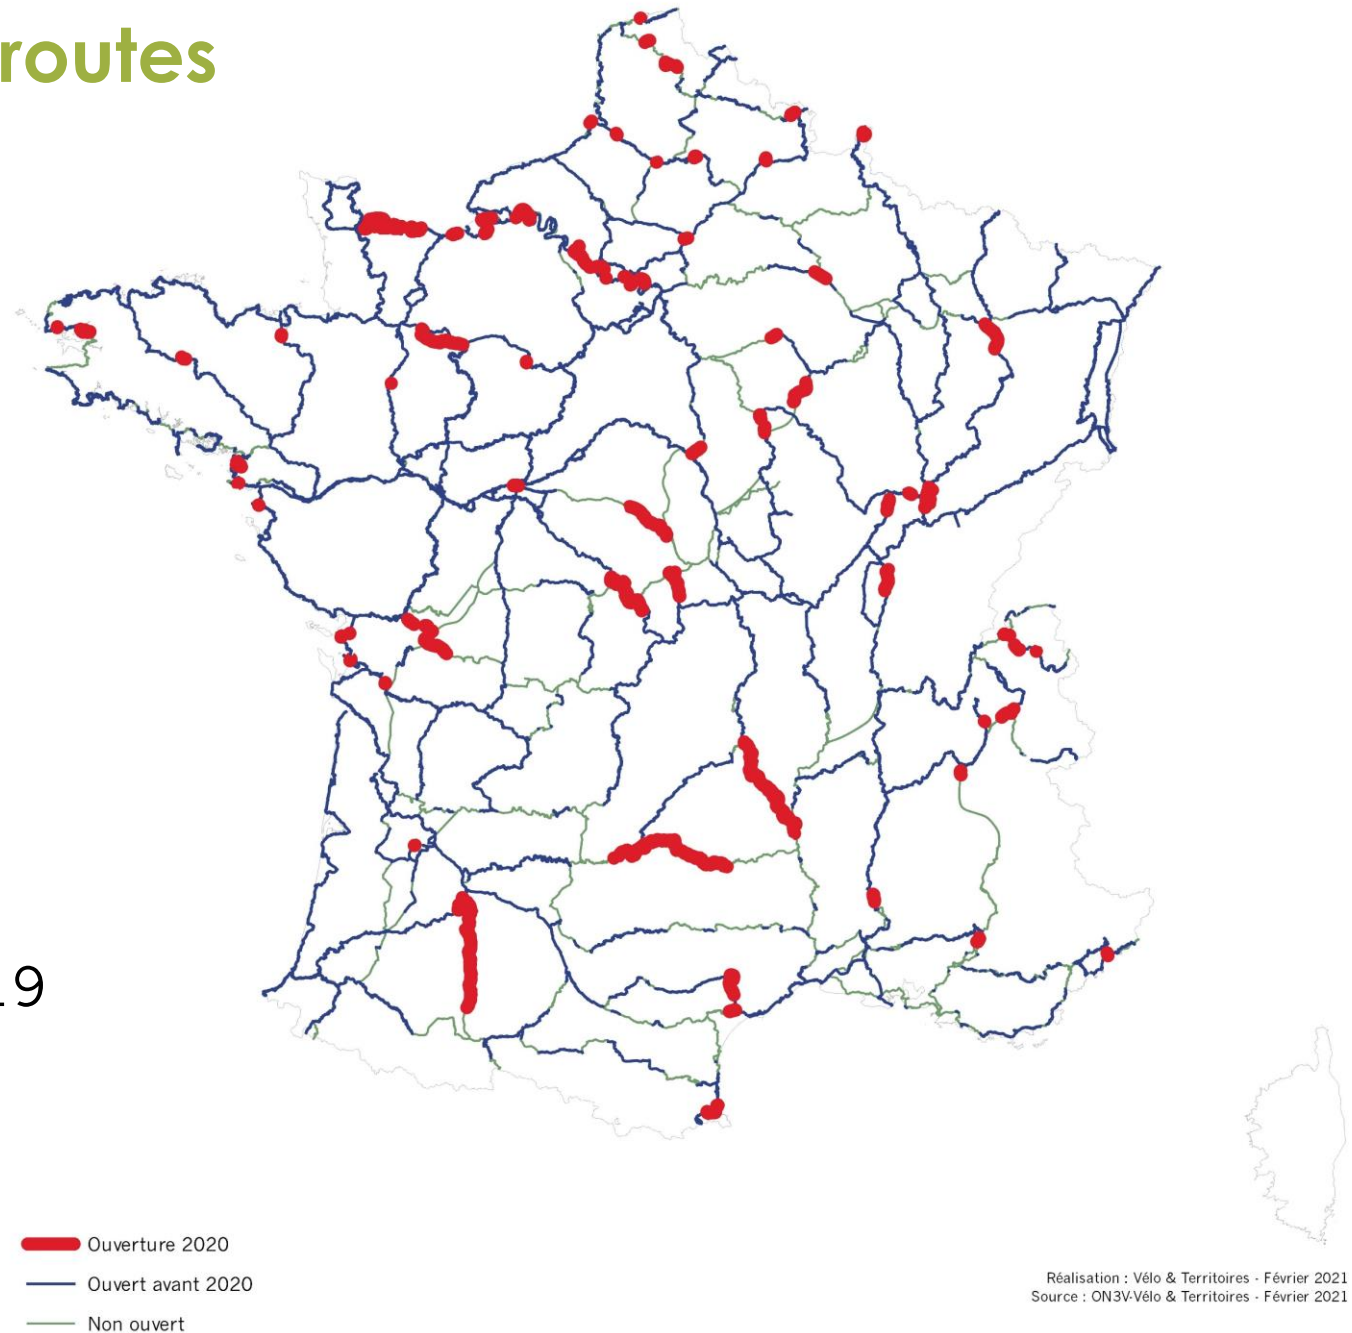 routes
19
Ouverture 2020
Ouvert avant 2020
Non ouvert
Réalisation : Vélo & Territoires - Février 2021
Source : ON3V-Vélo & Territoires - Février 2021